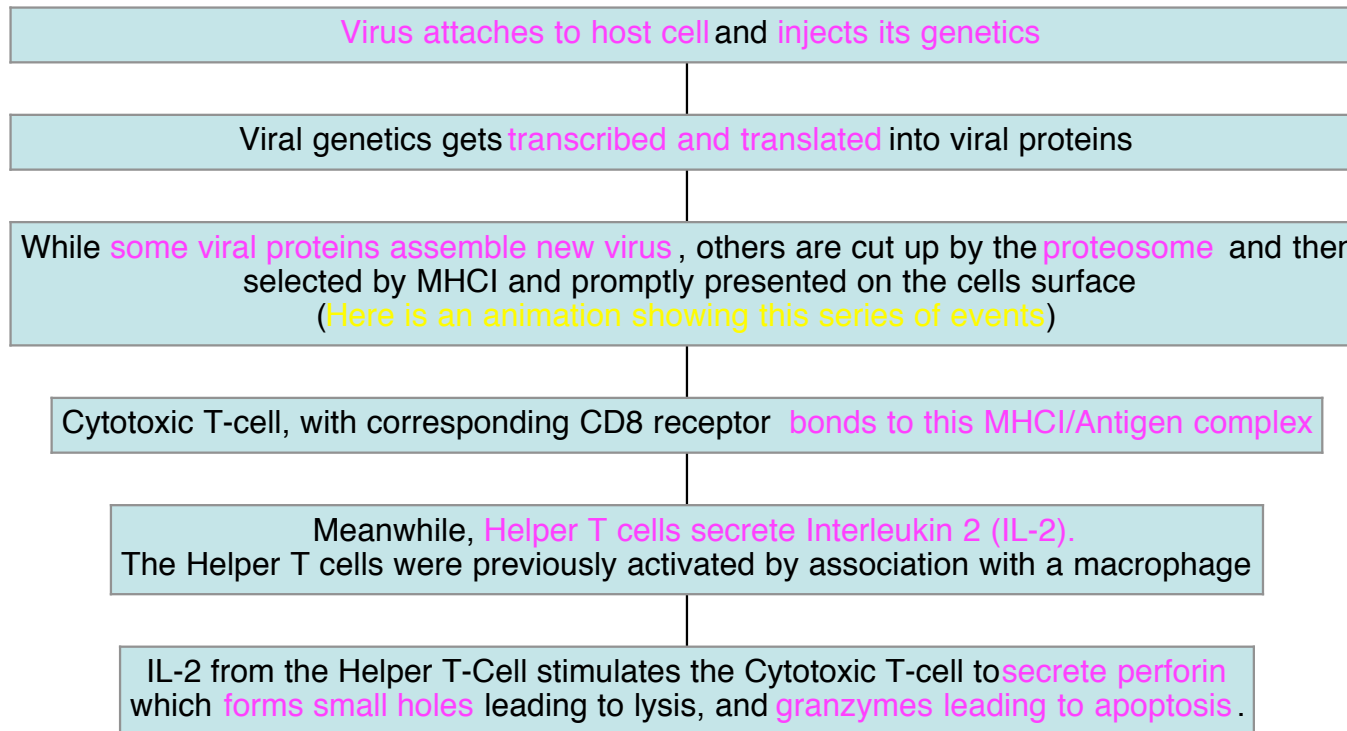 Virus attaches to host cell and injects its genetics
Viral genetics gets transcribed and translated into viral proteins
While some viral proteins assemble new virus, others are cut up by the proteosome and then
selected by MHCI and promptly presented on the cells surface
(Here is an animation showing this series of events)
Cytotoxic T-cell, with corresponding CD8 receptor bonds to this MHCI/Antigen complex
Meanwhile, Helper T cells secrete Interleukin 2 (IL-2).
The Helper T cells were previously activated by association with a macrophage
IL-2 from the Helper T-Cell stimulates the Cytotoxic T-cell to secrete perforin
which forms small holes leading to lysis, and granzymes leading to apoptosis.